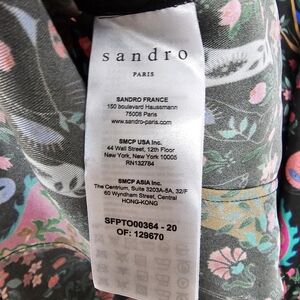 sandro
PARIS
SANDRO FRANCE
150 boulevard Haussmann
75008 Paris
www.sandro-paris.com
SMCP USA Inc.
44 Wall Street, 12th Floor
New York, New York 10005
RN132784
SMCP ASIA Inc.
The Centrium, Suite 3203A-5A, 32/F
60 Wyndham Street, Central
HONG-KONG
SFPTO00364 - 20
OF: 129670